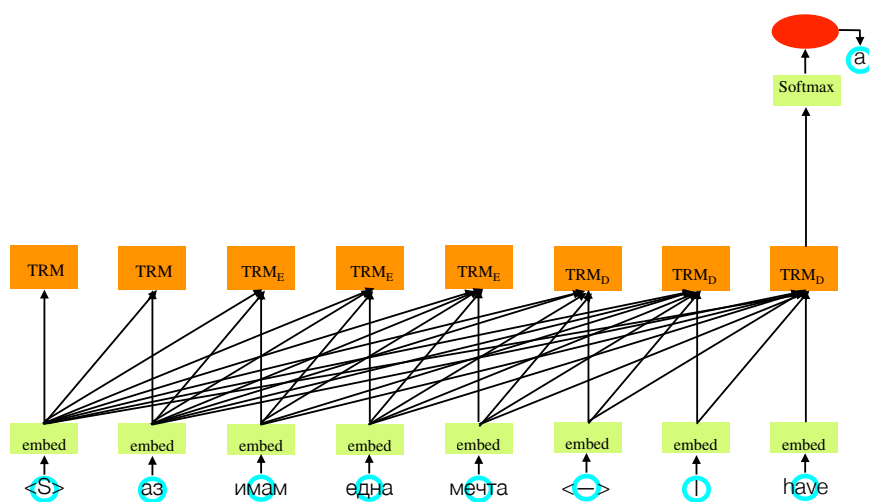 a
Softmax
TRM TRM TRM_E TRM_E TRM_E TRM_D TRM_D TRM_D
embed embed embed embed embed embed embed embed
<S> аз имам една мечта <—> I have